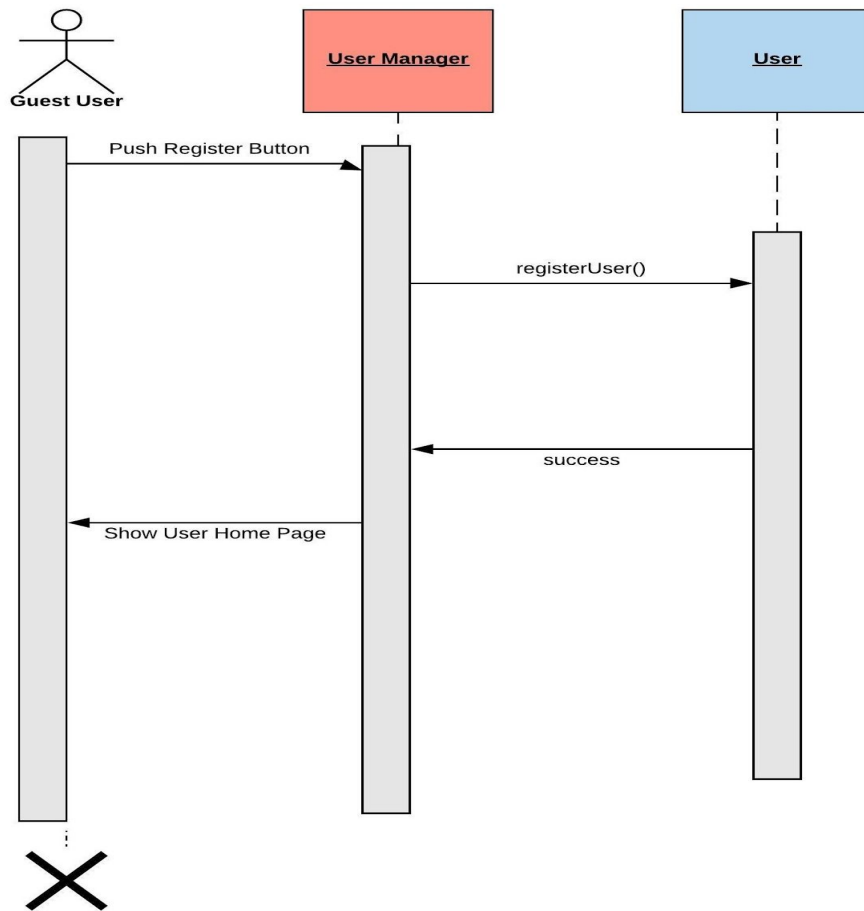 User Manager
User
Guest User
Push Register Button
registerUser()
success
Show User Home Page